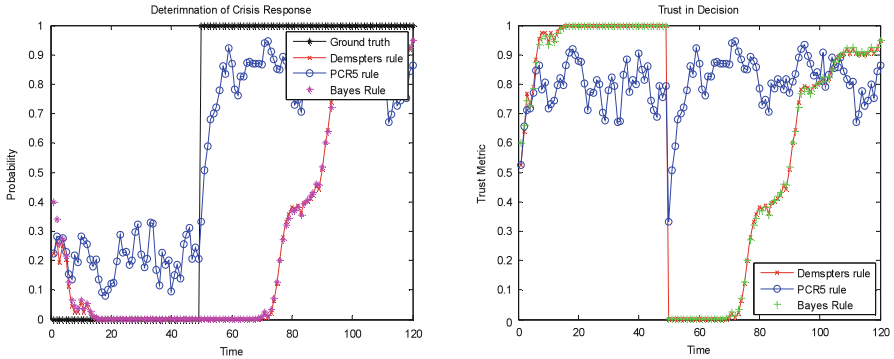 Deterimnation of Crisis Response
1
0.9
0.8
0.7
0.6
0.5
0.4
0.3
0.2
0.1
0
Probability
0
20
40
60
80
100
120
Time
Ground truth
Demspters rule
PCR5 rule
Bayes Rule
Trust in Decision
1
0.9
0.8
0.7
0.6
0.5
0.4
0.3
0.2
0.1
0
Trust Metric
0
20
40
60
80
100
120
Time
Demspters rule
PCR5 rule
Bayes Rule